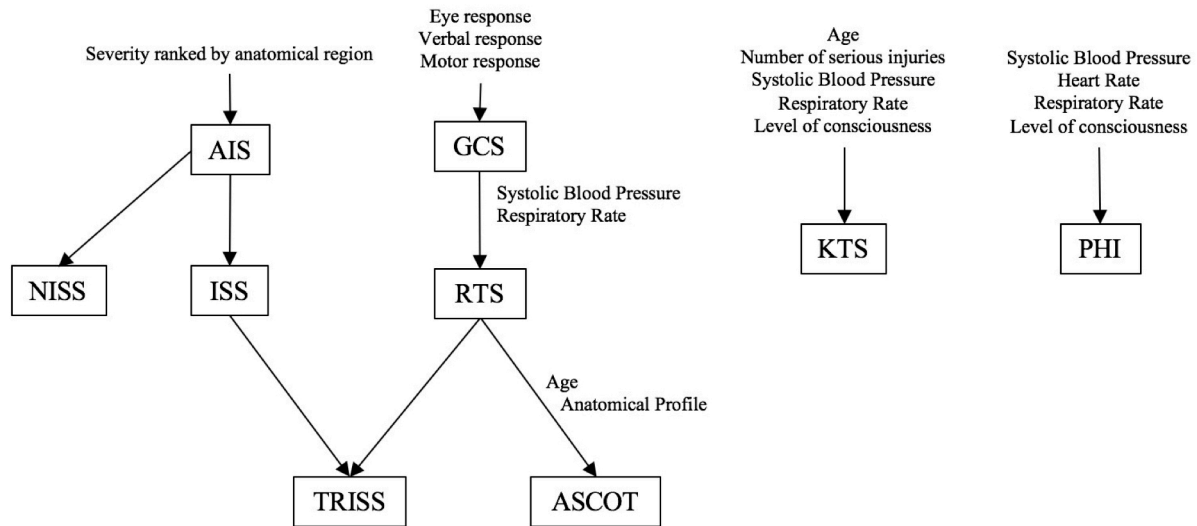 Severity ranked by anatomical region
Eye response
Verbal response
Motor response
Age
Number of serious injuries
Systolic Blood Pressure
Respiratory Rate
Level of consciousness
Systolic Blood Pressure
Heart Rate
Respiratory Rate
Level of consciousness
AIS
GCS
Systolic Blood Pressure
Respiratory Rate
KTS
PHI
NISS
ISS
RTS
Age
Anatomical Profile
TRISS
ASCOT